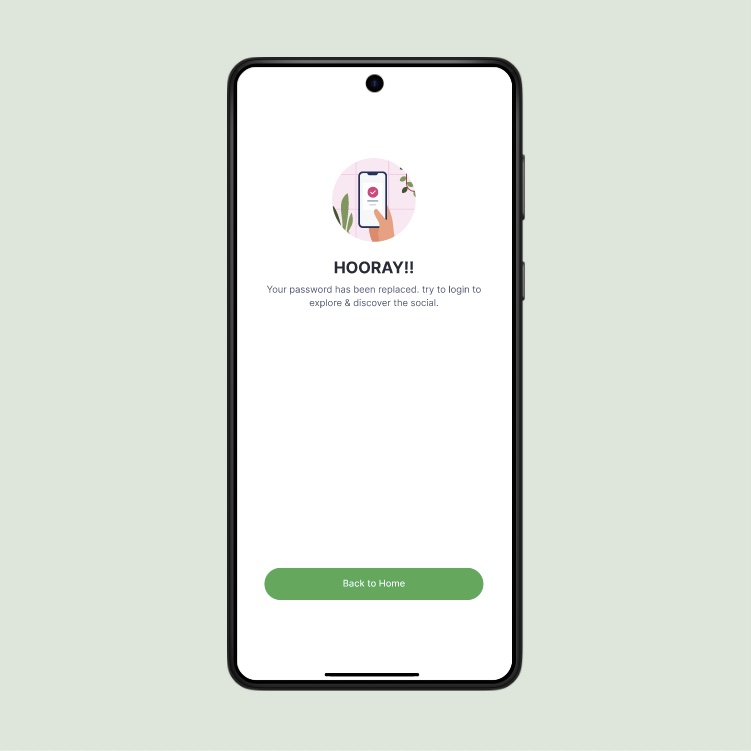 HOORAY!!
Your password has been replaced. try to login to
explore & discover the social.
Back to Home